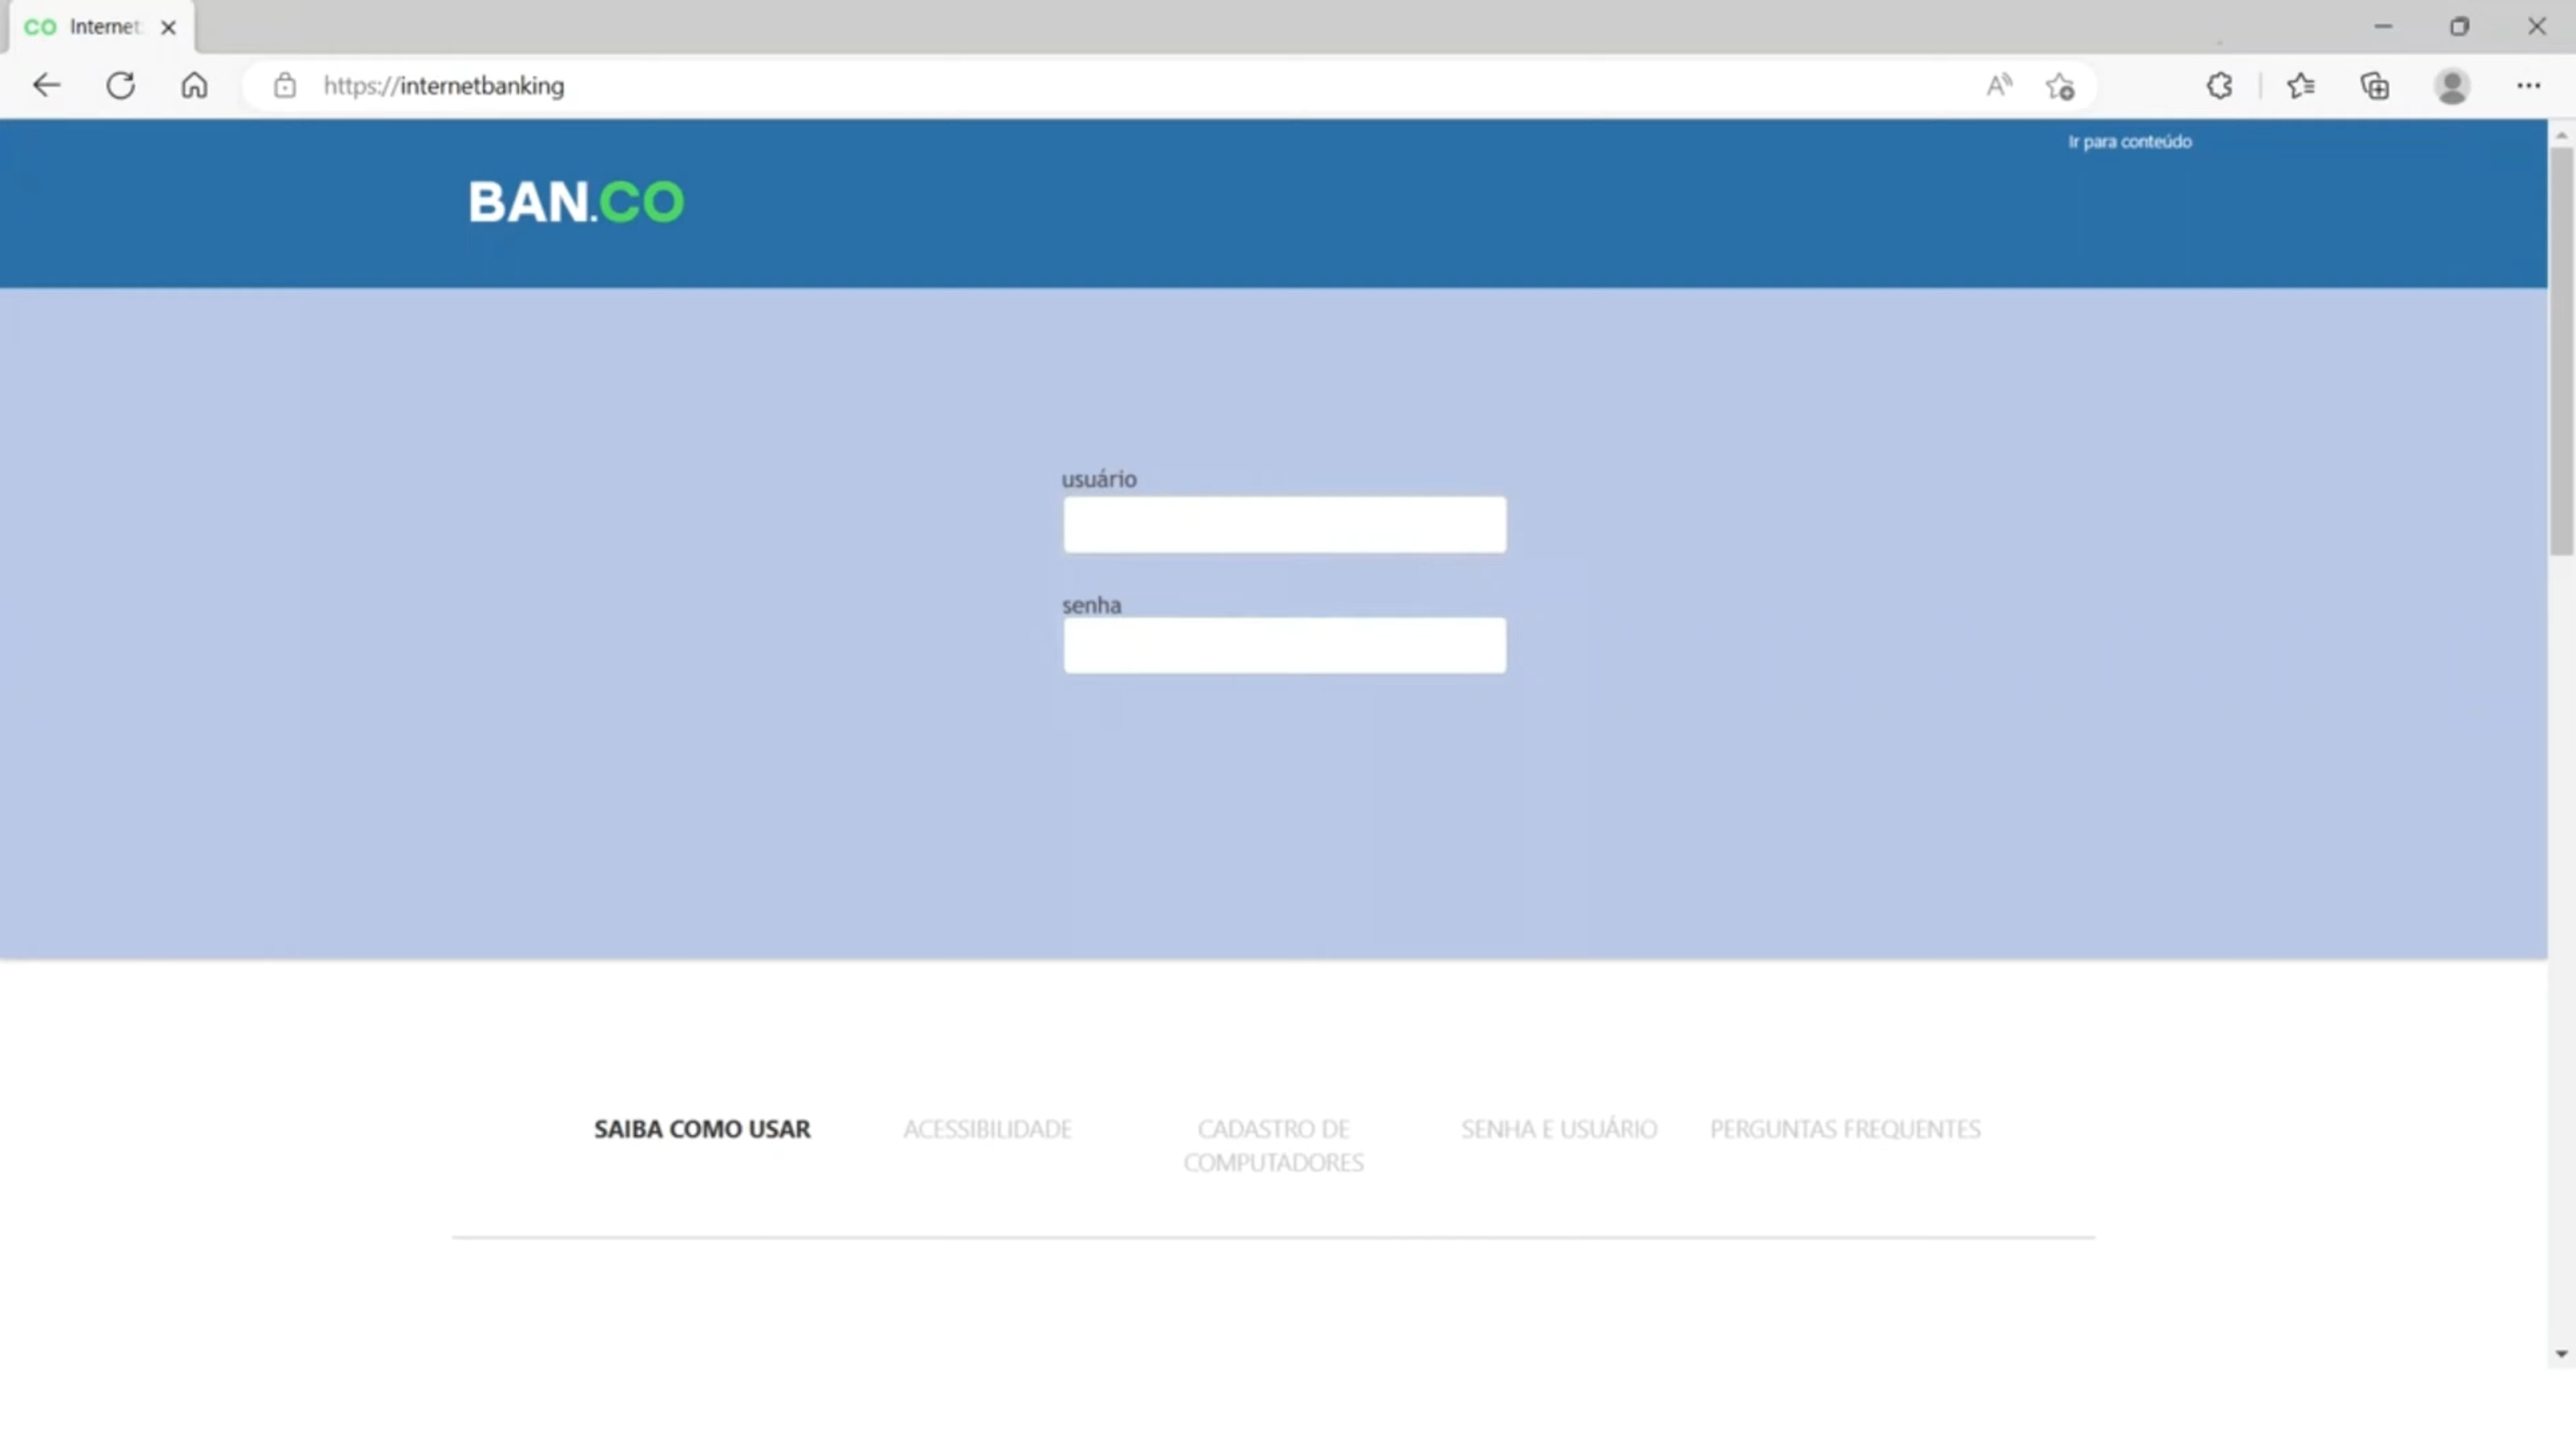 CO Internet
https://internetbanking
Ir para conteúdo
BAN.CO
usuário
senha
SAIBA COMO USAR
ACESSIBILIDADE
CADASTRO DE
COMPUTADORES
SENHA E USUÁRIO
PERGUNTAS FREQUENTES